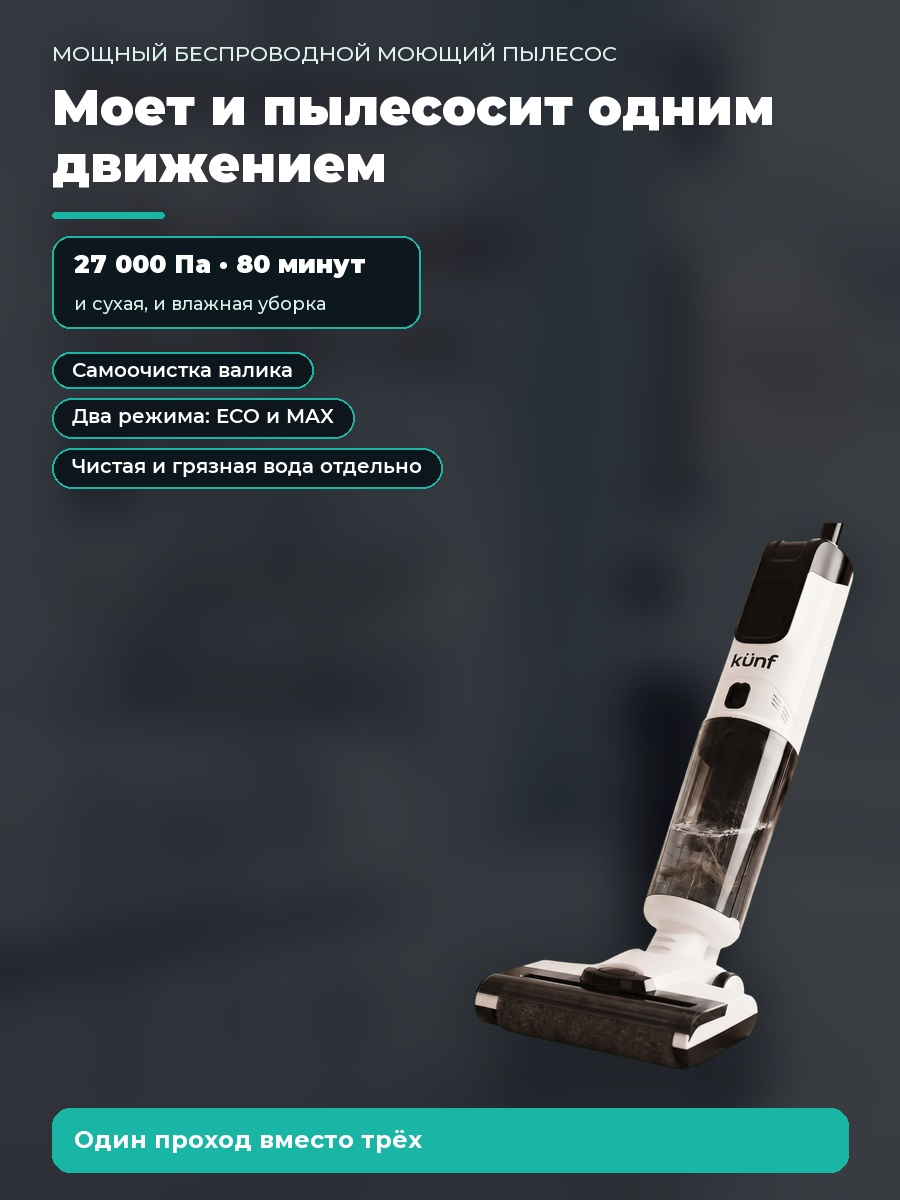 МОЩНЫЙ БЕСПРОВОДНОЙ МОЮЩИЙ ПЫЛЕСОС
Моет и пылесосит одним
движением
27 000 Па • 80 минут
и сухая, и влажная уборка
Самоочистка валика
Два режима: ECO и MAX
Чистая и грязная вода отдельно
künf
Один проход вместо трёх